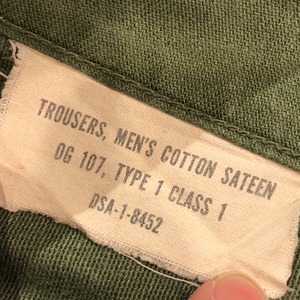 TROUSERS, MEN'S COTTON SATEEN
OG 107, TYPE 1 CLASS 1
DSA-1-8452